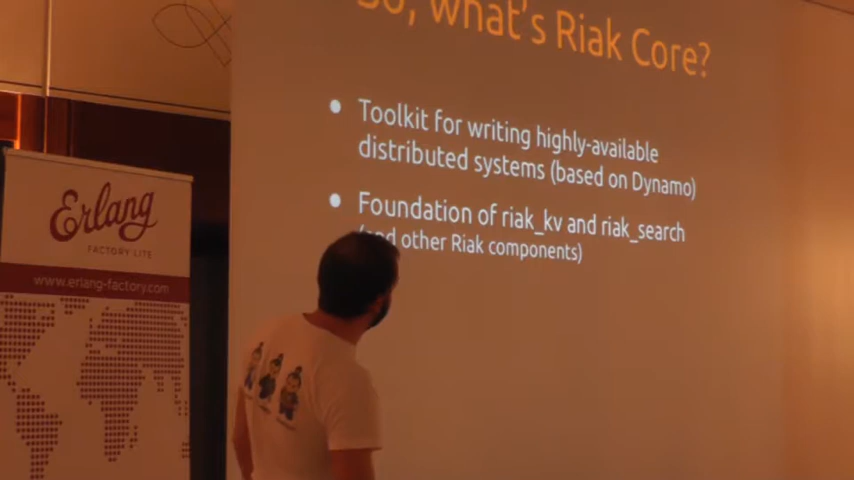 So, what's Riak Core?
• Toolkit for writing highly-available
distributed systems (based on Dynamo)
• Foundation of riak_kv and riak_search
(and other Riak components)
Erlang
FACTORY LITE
www.erlang-factory.com